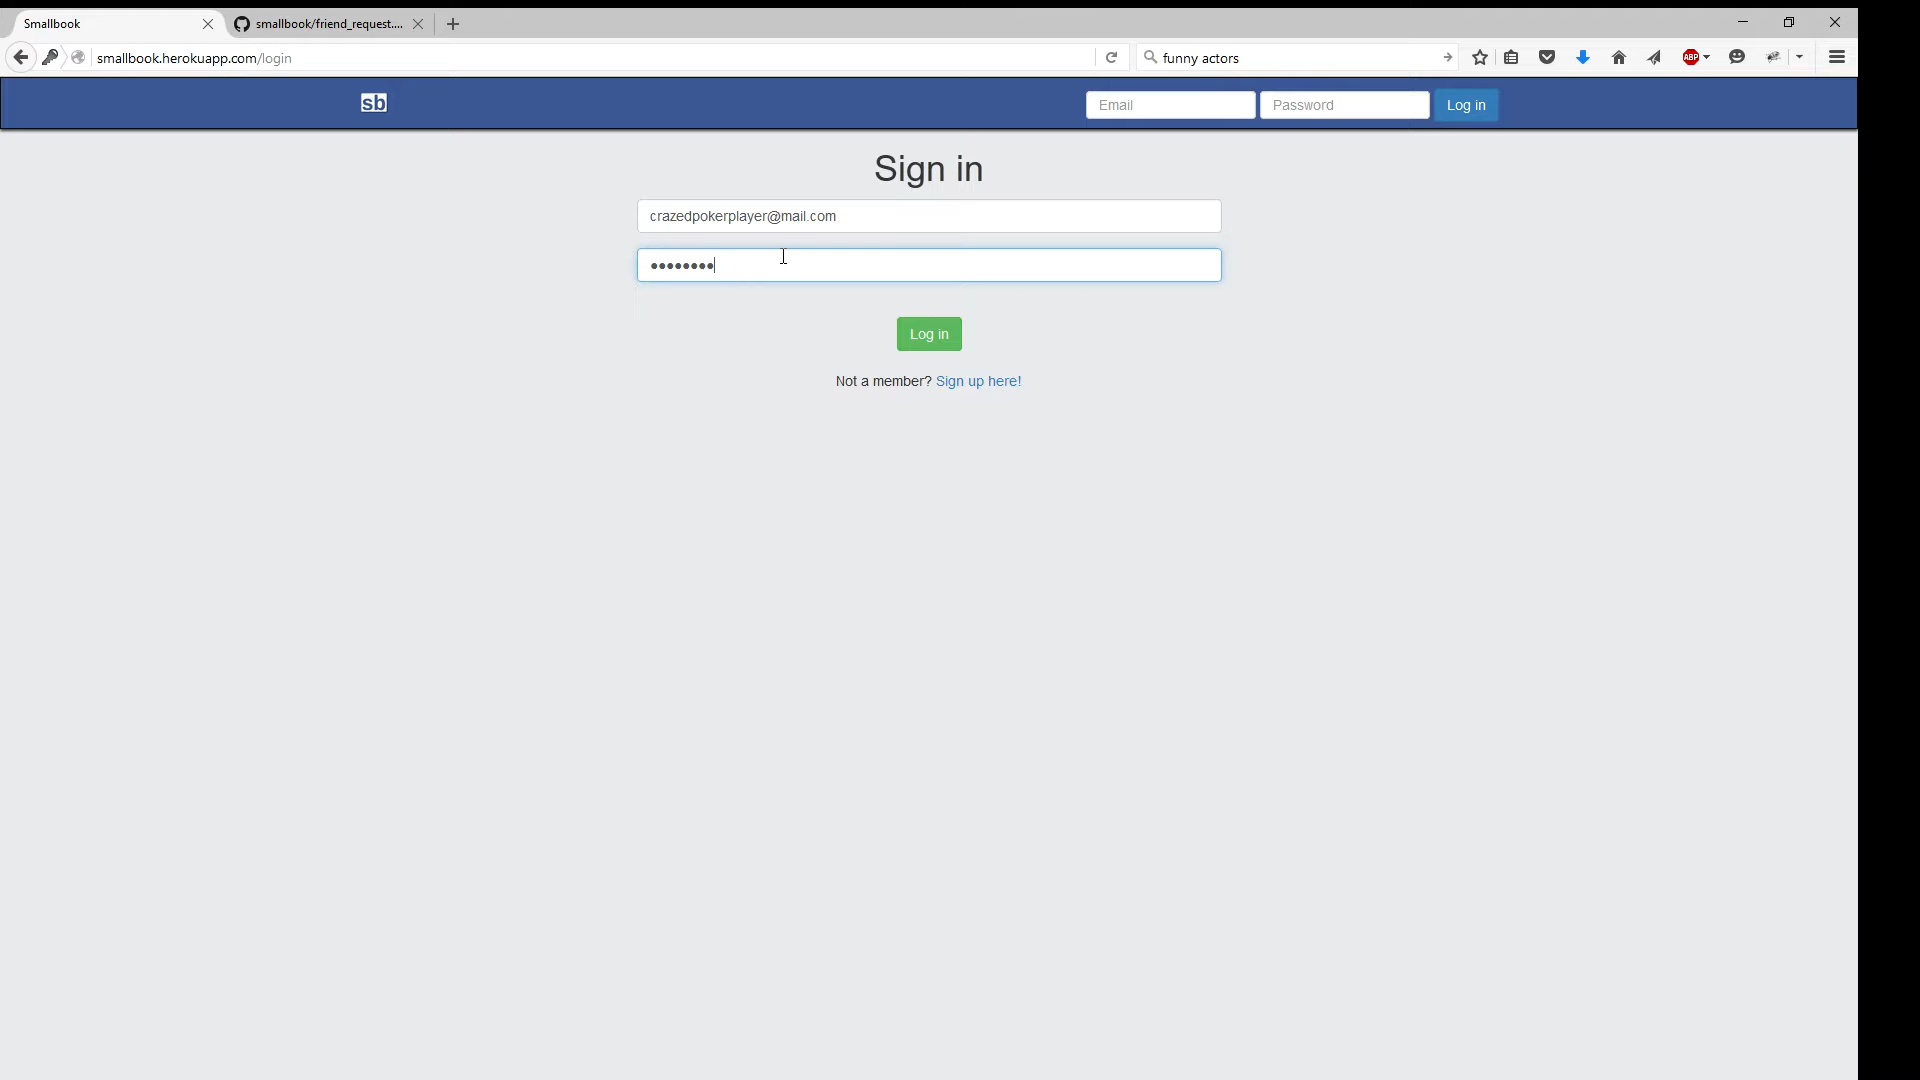 Smallbook
smallbook/friend_request....
smallbook.herokuapp.com/login
funny actors
ABP
sb
Email
Password
Log in
Sign in
crazedpokerplayer@mail.com
••••••••
Log in
Not a member? Sign up here!